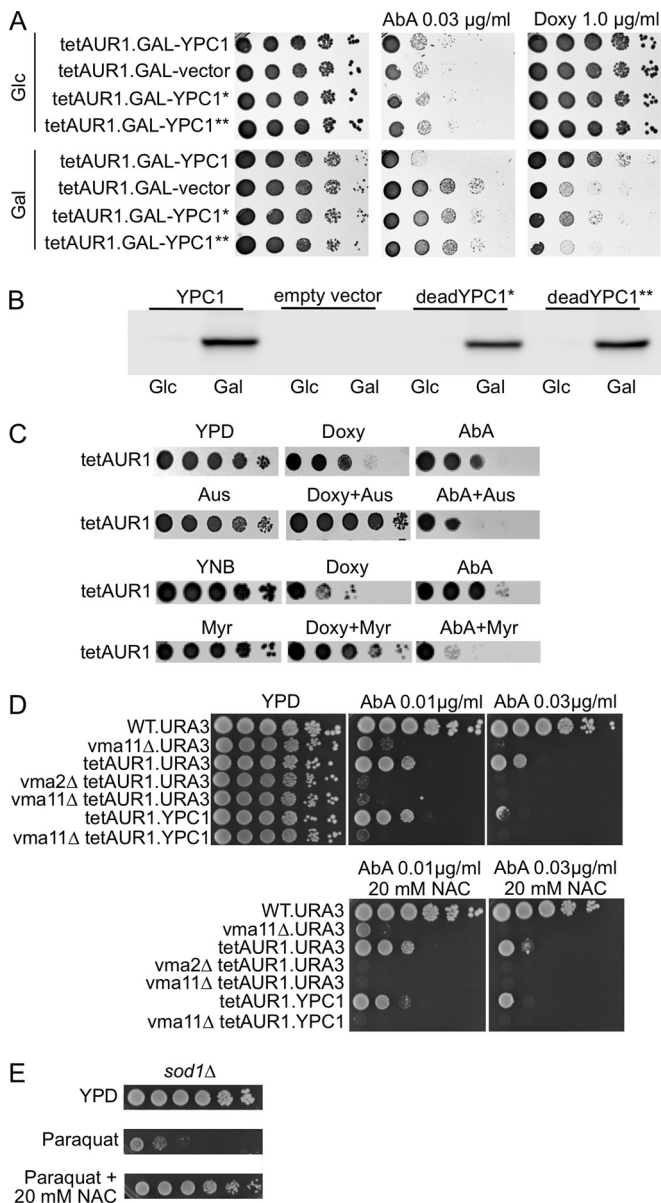 A
AbA 0.03 µg/ml Doxy 1.0 µg/ml
Glc
tetAUR1.GAL-YPC1
tetAUR1.GAL-vector
tetAUR1.GAL-YPC1*
tetAUR1.GAL-YPC1**
Gal
tetAUR1.GAL-YPC1
tetAUR1.GAL-vector
tetAUR1.GAL-YPC1*
tetAUR1.GAL-YPC1**
B
YPC1 empty vector deadYPC1* deadYPC1**
Glc Gal Glc Gal Glc Gal Glc Gal
C
YPD Doxy AbA
tetAUR1
Aus Doxy+Aus AbA+Aus
tetAUR1
YNB Doxy AbA
tetAUR1
Myr Doxy+Myr AbA+Myr
tetAUR1
D
YPD AbA 0.01µg/ml AbA 0.03µg/ml
WT.URA3
vma11Δ.URA3
tetAUR1.URA3
vma2Δ tetAUR1.URA3
vma11Δ tetAUR1.URA3
tetAUR1.YPC1
vma11Δ tetAUR1.YPC1
AbA 0.01µg/ml AbA 0.03µg/ml
20 mM NAC 20 mM NAC
WT.URA3
vma11Δ.URA3
tetAUR1.URA3
vma2Δ tetAUR1.URA3
vma11Δ tetAUR1.URA3
tetAUR1.YPC1
vma11Δ tetAUR1.YPC1
E
sod1Δ
YPD
Paraquat
Paraquat +
20 mM NAC